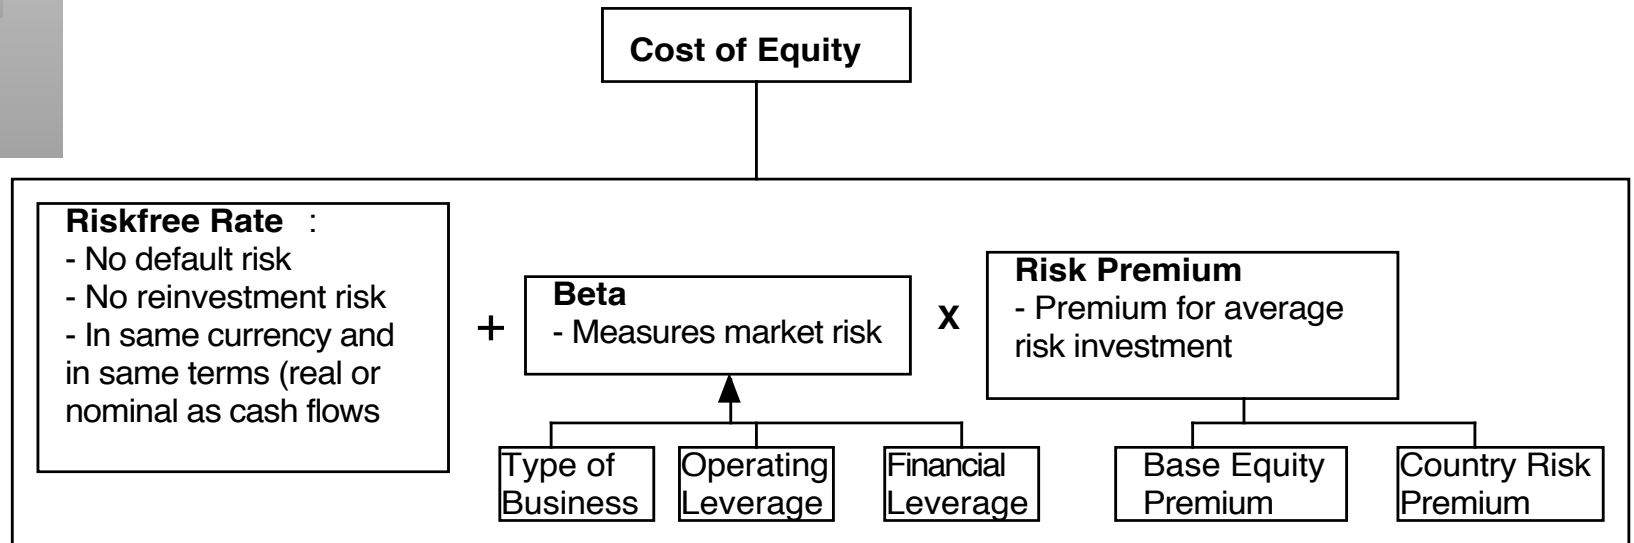 Cost of Equity
Riskfree Rate :
- No default risk
- No reinvestment risk
- In same currency and
in same terms (real or
nominal as cash flows
+
Beta
- Measures market risk
X
Risk Premium
- Premium for average
risk investment
Type of
Business
Operating
Leverage
Financial
Leverage
Base Equity
Premium
Country Risk
Premium